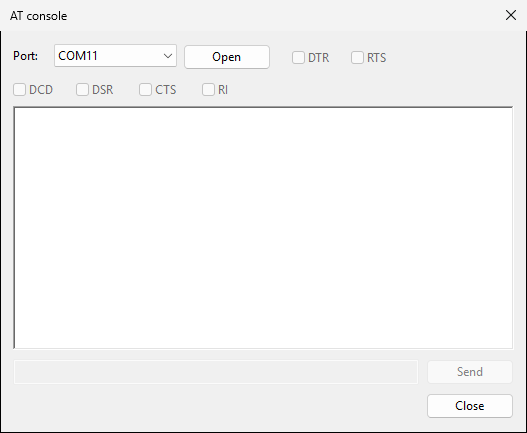 AT console
Port: COM11 Open DTR RTS
DCD DSR CTS RI
Send
Close